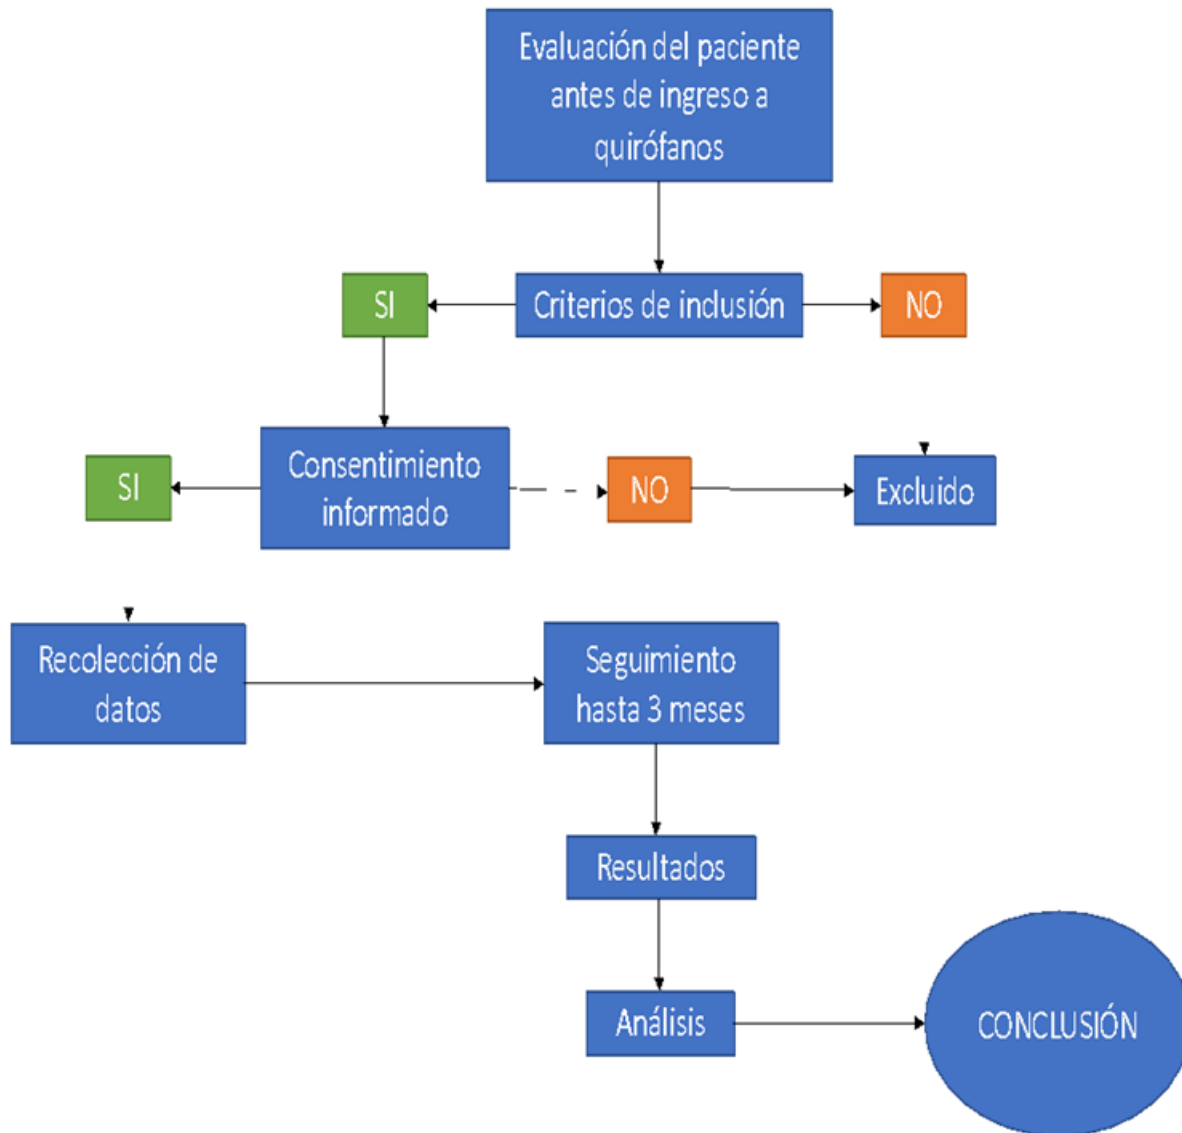 Evaluación del paciente
antes de ingreso a
quirófanos
SI
Criterios de inclusión
NO
SI
Consentimiento
informado
NO
Excluido
Recolección de
datos
Seguimiento
hasta 3 meses
Resultados
Análisis
CONCLUSIÓN